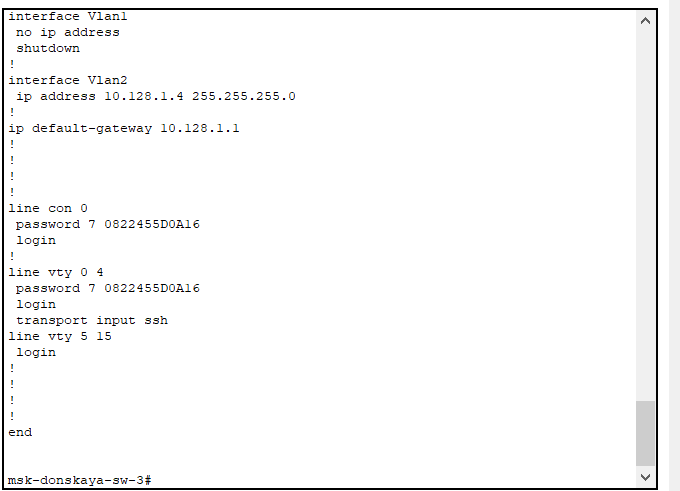 interface Vlan1
 no ip address
 shutdown
!
interface Vlan2
 ip address 10.128.1.4 255.255.255.0
!
ip default-gateway 10.128.1.1
!
!
!
!
line con 0
 password 7 0822455D0A16
 login
!
line vty 0 4
 password 7 0822455D0A16
 login
 transport input ssh
line vty 5 15
 login
!
!
!
!
end
msk-donskaya-sw-3#